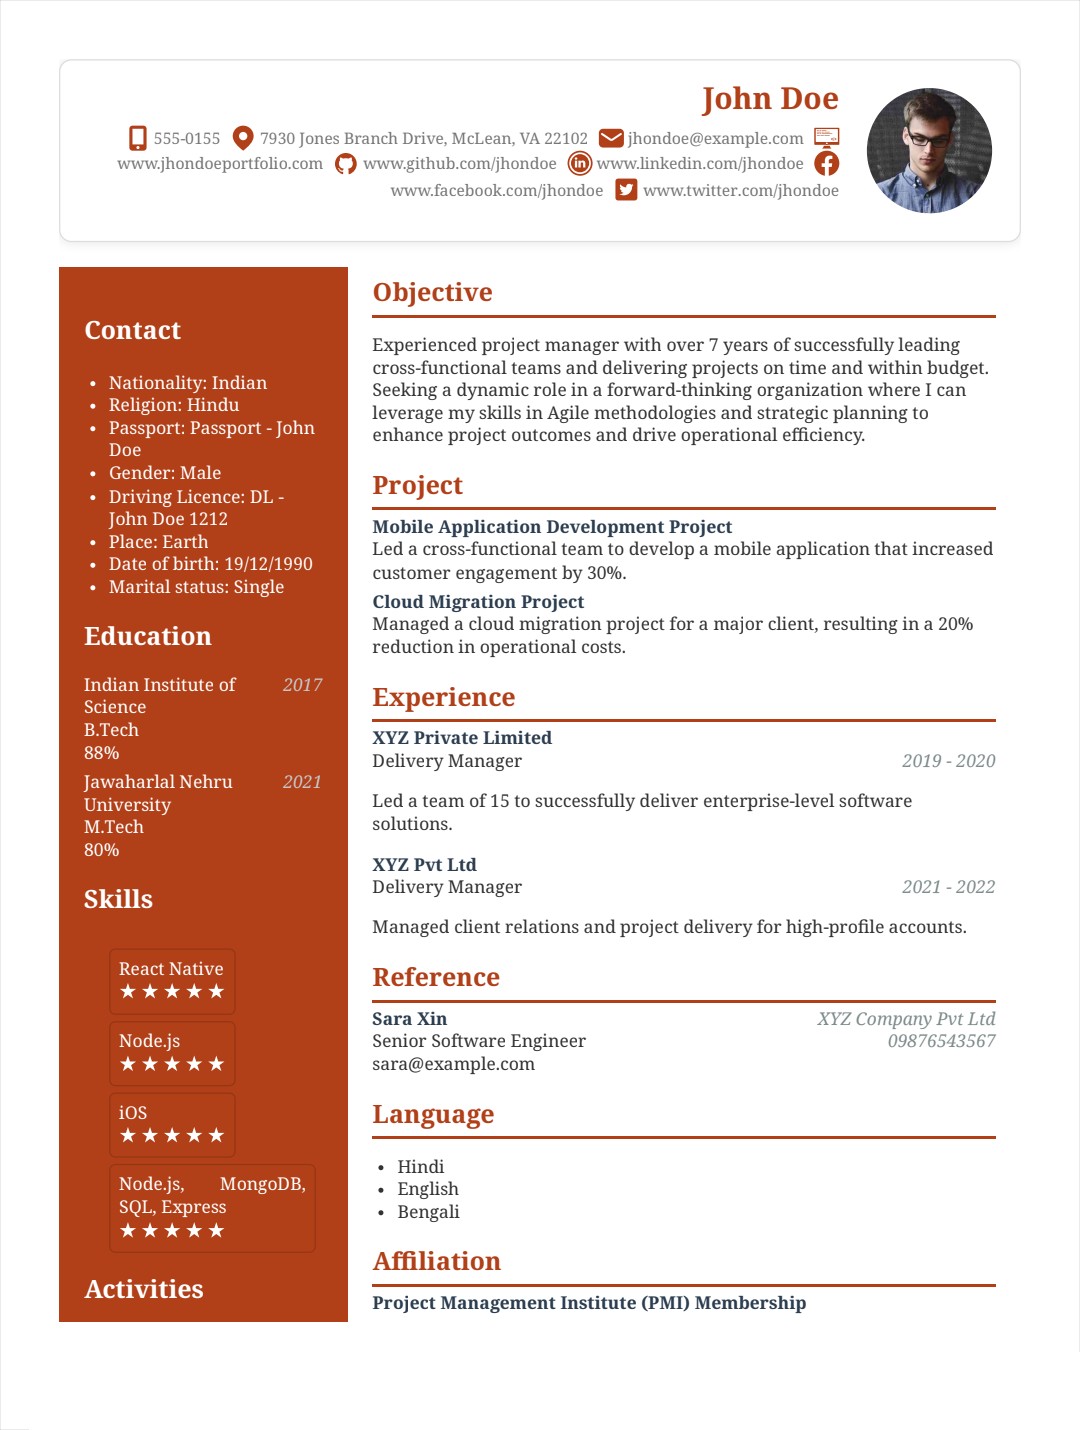 John Doe
555-0155 7930 Jones Branch Drive, McLean, VA 22102 jhondoe@example.com
www.jhondoeportfolio.com www.github.com/jhondoe www.linkedin.com/jhondoe
www.facebook.com/jhondoe www.twitter.com/jhondoe
Contact
• Nationality: Indian
• Religion: Hindu
• Passport: Passport - John
Doe
• Gender: Male
• Driving Licence: DL -
John Doe 1212
• Place: Earth
• Date of birth: 19/12/1990
• Marital status: Single
Education
Indian Institute of 2017
Science
B.Tech
88%
Jawaharlal Nehru 2021
University
M.Tech
80%
Skills
React Native
★ ★ ★ ★ ★
Node.js
★ ★ ★ ★ ★
iOS
★ ★ ★ ★ ★
Node.js, MongoDB,
SQL, Express
★ ★ ★ ★ ★
Activities
Objective
Experienced project manager with over 7 years of successfully leading
cross-functional teams and delivering projects on time and within budget.
Seeking a dynamic role in a forward-thinking organization where I can
leverage my skills in Agile methodologies and strategic planning to
enhance project outcomes and drive operational efficiency.
Project
Mobile Application Development Project
Led a cross-functional team to develop a mobile application that increased
customer engagement by 30%.
Cloud Migration Project
Managed a cloud migration project for a major client, resulting in a 20%
reduction in operational costs.
Experience
XYZ Private Limited
Delivery Manager 2019 - 2020
Led a team of 15 to successfully deliver enterprise-level software
solutions.
XYZ Pvt Ltd
Delivery Manager 2021 - 2022
Managed client relations and project delivery for high-profile accounts.
Reference
Sara Xin XYZ Company Pvt Ltd
Senior Software Engineer 09876543567
sara@example.com
Language
• Hindi
• English
• Bengali
Affiliation
Project Management Institute (PMI) Membership